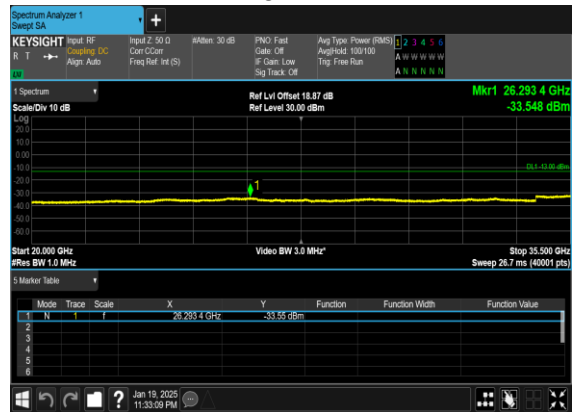 Spectrum Analyzer 1
Swept SA
KEYSIGHT Input: RF Input Z: 50 Ω #Atten: 30 dB PNO: Fast Avg Type: Power (RMS) 1 2 3 4 5 6
R T Coupling: DC Corr CCorr Gate: Off Avg|Hold: 100/100 A W W W W W
Align: Auto Freq Ref: Int (S) IF Gain: Low Trig: Free Run A N N N N N
Sig Track: Off
1 Spectrum
Ref Lvl Offset 18.87 dB Mkr1 26.293 4 GHz
Scale/Div 10 dB Ref Level 30.00 dBm -33.548 dBm
Log
20.0
10.0
0.00
-10.0 DL1 -13.00 dBm
-20.0
1
-30.0
-40.0
-50.0
-60.0
Start 20.000 GHz Video BW 3.0 MHz* Stop 35.500 GHz
#Res BW 1.0 MHz Sweep 26.7 ms (40001 pts)
5 Marker Table
Mode Trace Scale X Y Function Function Width Function Value
1 N 1 f 26.293 4 GHz -33.55 dBm
2
3
4
5
6
? Jan 19, 2025
11:33:09 PM